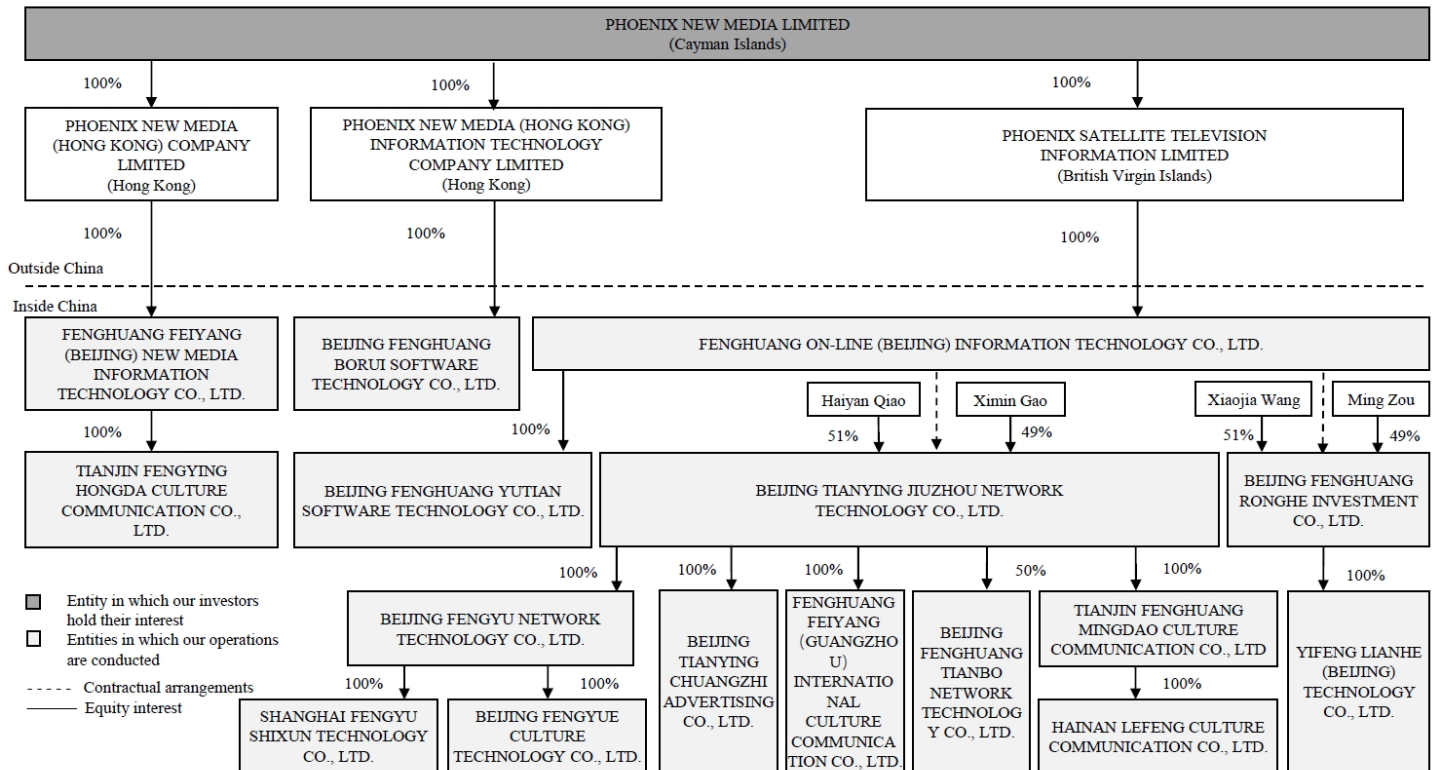 PHOENIX NEW MEDIA LIMITED
(Cayman Islands)
100%
100%
100%
PHOENIX NEW MEDIA
(HONG KONG) COMPANY
LIMITED
(Hong Kong)
PHOENIX NEW MEDIA (HONG KONG)
INFORMATION TECHNOLOGY
COMPANY LIMITED
(Hong Kong)
PHOENIX SATELLITE TELEVISION
INFORMATION LIMITED
(British Virgin Islands)
100%
100%
100%
Outside China
Inside China
FENGHUANG FEIYANG
(BEIJING) NEW MEDIA
INFORMATION
TECHNOLOGY CO., LTD.
BEIJING FENGHUANG
BORUI SOFTWARE
TECHNOLOGY CO., LTD.
FENGHUANG ON-LINE (BEIJING) INFORMATION TECHNOLOGY CO., LTD.
Haiyan Qiao
Ximin Gao
Xiaojia Wang
Ming Zou
100%
100%
51%
49%
51%
49%
TIANJIN FENGYING
HONGDA CULTURE
COMMUNICATION CO.,
LTD.
BEIJING FENGHUANG YUTIAN
SOFTWARE TECHNOLOGY CO., LTD.
BEIJING TIANYING JIUZHOU NETWORK
TECHNOLOGY CO., LTD.
BEIJING FENGHUANG
RONGHE INVESTMENT
CO., LTD.
100%
100%
100%
50%
100%
100%
Entity in which our investors
hold their interest
Entities in which our operations
are conducted
Contractual arrangements
Equity interest
BEIJING FENGYU NETWORK
TECHNOLOGY CO., LTD.
BEIJING
TIANYING
CHUANGZHI
ADVERTISING
CO., LTD.
FENGHUANG
FEIYANG
(GUANGZHO
U)
INTERNATIO
NAL
CULTURE
COMMUNICA
TION CO., LTD.
BEIJING
FENGHUANG
TIANBO
NETWORK
TECHNOLOG
Y CO., LTD.
TIANJIN FENGHUANG
MINGDAO CULTURE
COMMUNICATION CO., LTD
YIFENG LIANHE
(BEIJING)
TECHNOLOGY
CO., LTD.
100%
100%
100%
SHANGHAI FENGYU
SHIXUN TECHNOLOGY
CO., LTD.
BEIJING FENGYUE
CULTURE
TECHNOLOGY CO., LTD.
HAINAN LEFENG CULTURE
COMMUNICATION CO., LTD.